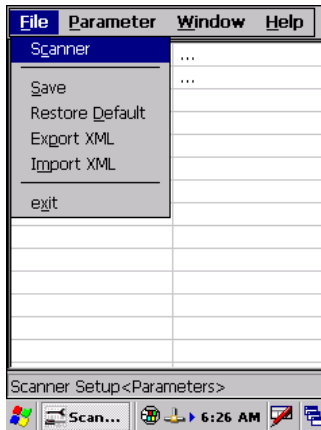 File Parameter Window Help
Scanner
...
Save
...
Restore Default
Export XML
Import XML
exit
Scanner Setup<Parameters>
Scan... 6:26 AM